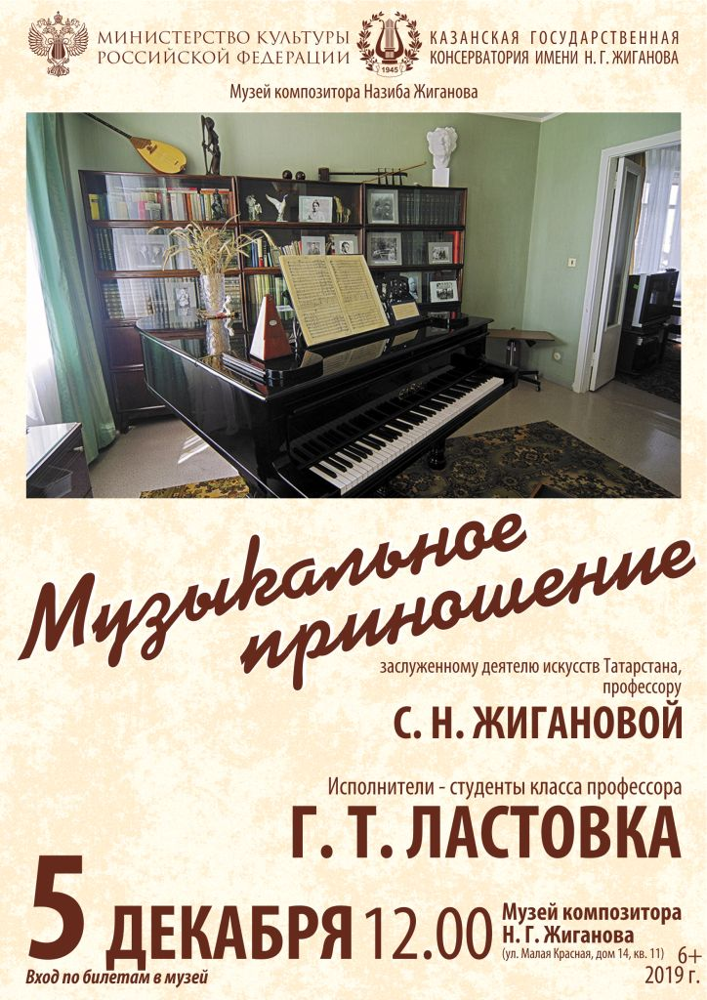 МИНИСТЕРСТВО КУЛЬТУРЫ
РОССИЙСКОЙ ФЕДЕРАЦИИ
1945
КАЗАНСКАЯ ГОСУДАРСТВЕННАЯ
КОНСЕРВАТОРИЯ ИМЕНИ Н. Г. ЖИГАНОВА
Музей композитора Назиба Жиганова
Музыкальное
приношение
заслуженному деятелю искусств Татарстана,
профессору
С. Н. ЖИГАНОВОЙ
Исполнители - студенты класса профессора
Г. Т. ЛАСТОВКА
5 ДЕКАБРЯ 12.00
Музей композитора
Н. Г. Жиганова
(ул. Малая Красная, дом 14, кв. 11)
Вход по билетам в музей
6+
2019 г.